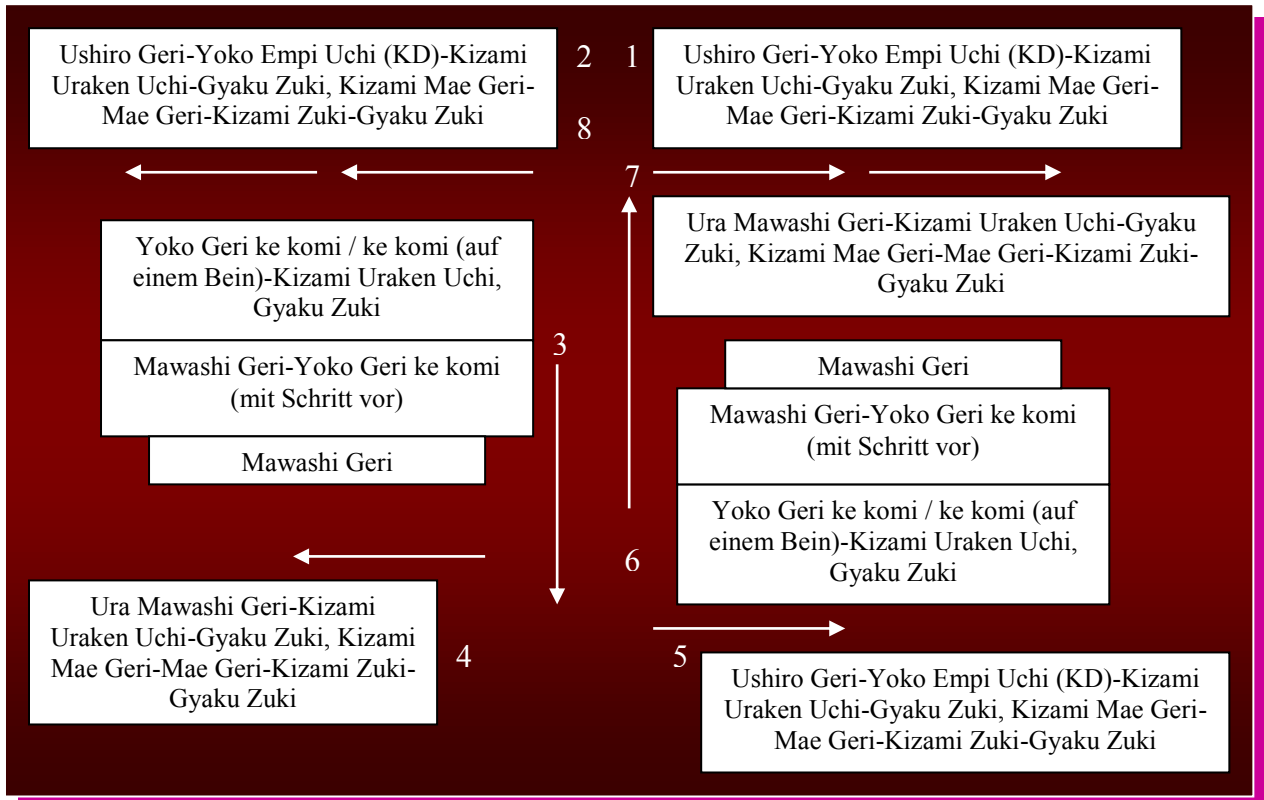 Ushiro Geri-Yoko Empi Uchi (KD)-Kizami
Uraken Uchi-Gyaku Zuki, Kizami Mae Geri-
Mae Geri-Kizami Zuki-Gyaku Zuki
2
1
Ushiro Geri-Yoko Empi Uchi (KD)-Kizami
Uraken Uchi-Gyaku Zuki, Kizami Mae Geri-
Mae Geri-Kizami Zuki-Gyaku Zuki
8
7
Yoko Geri ke komi / ke komi (auf
einem Bein)-Kizami Uraken Uchi,
Gyaku Zuki
Mawashi Geri-Yoko Geri ke komi
(mit Schritt vor)
Mawashi Geri
3
Ura Mawashi Geri-Kizami Uraken Uchi-Gyaku
Zuki, Kizami Mae Geri-Mae Geri-Kizami Zuki-
Gyaku Zuki
Mawashi Geri
Mawashi Geri-Yoko Geri ke komi
(mit Schritt vor)
Yoko Geri ke komi / ke komi (auf
einem Bein)-Kizami Uraken Uchi,
Gyaku Zuki
6
Ura Mawashi Geri-Kizami
Uraken Uchi-Gyaku Zuki, Kizami
Mae Geri-Mae Geri-Kizami Zuki-
Gyaku Zuki
4
5
Ushiro Geri-Yoko Empi Uchi (KD)-Kizami
Uraken Uchi-Gyaku Zuki, Kizami Mae Geri-
Mae Geri-Kizami Zuki-Gyaku Zuki